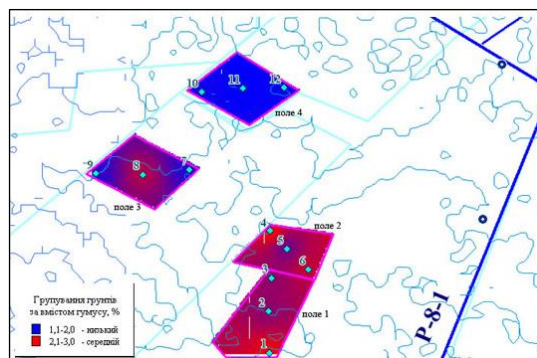 10
11
12
поле 4
9
8
7
поле 3
4
поле 2
5
6
3
2
поле 1
1
Р-8-1
Групування грунтів
за вмістом гумусу, %
1,1-2,0 - низький
2,1-3,0 - середній